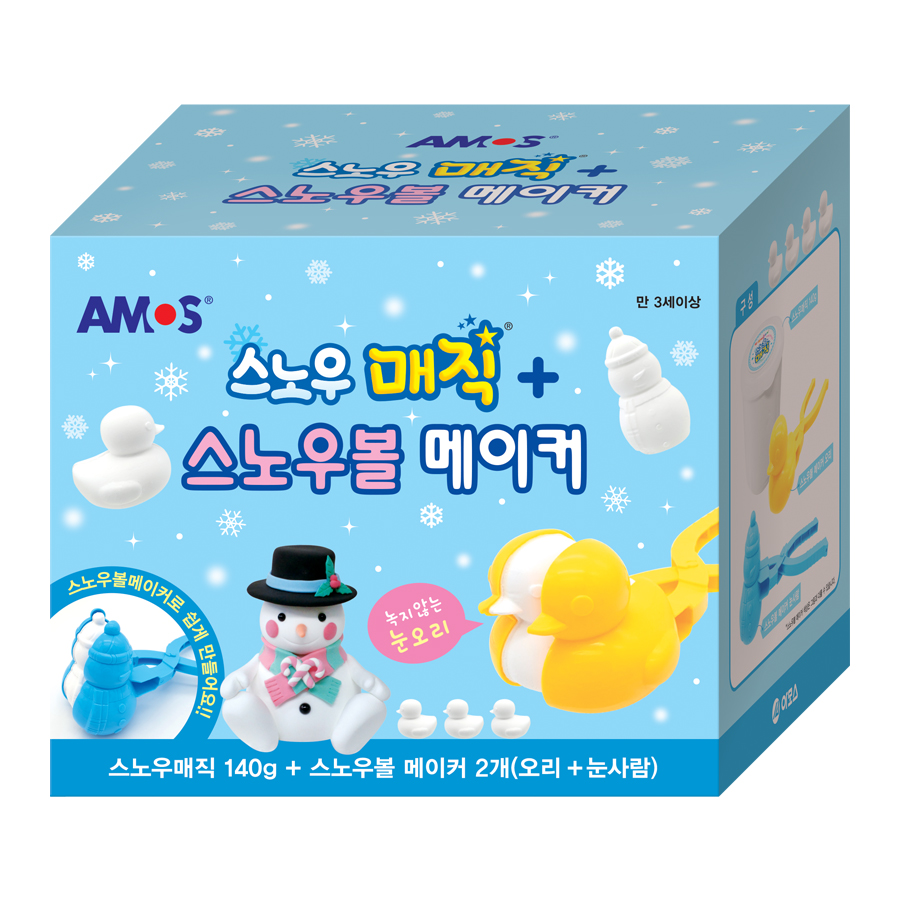 AMOS®
스노우 매직® +
스노우볼 메이커
AMOS®
만 3세이상
스노우 매직® +
스노우볼 메이커
스노우볼메이커로 쉽게 만들어요!!
녹지않는
눈오리
스노우매직 140g + 스노우볼 메이커 2개(오리+눈사람)
구성
아모스